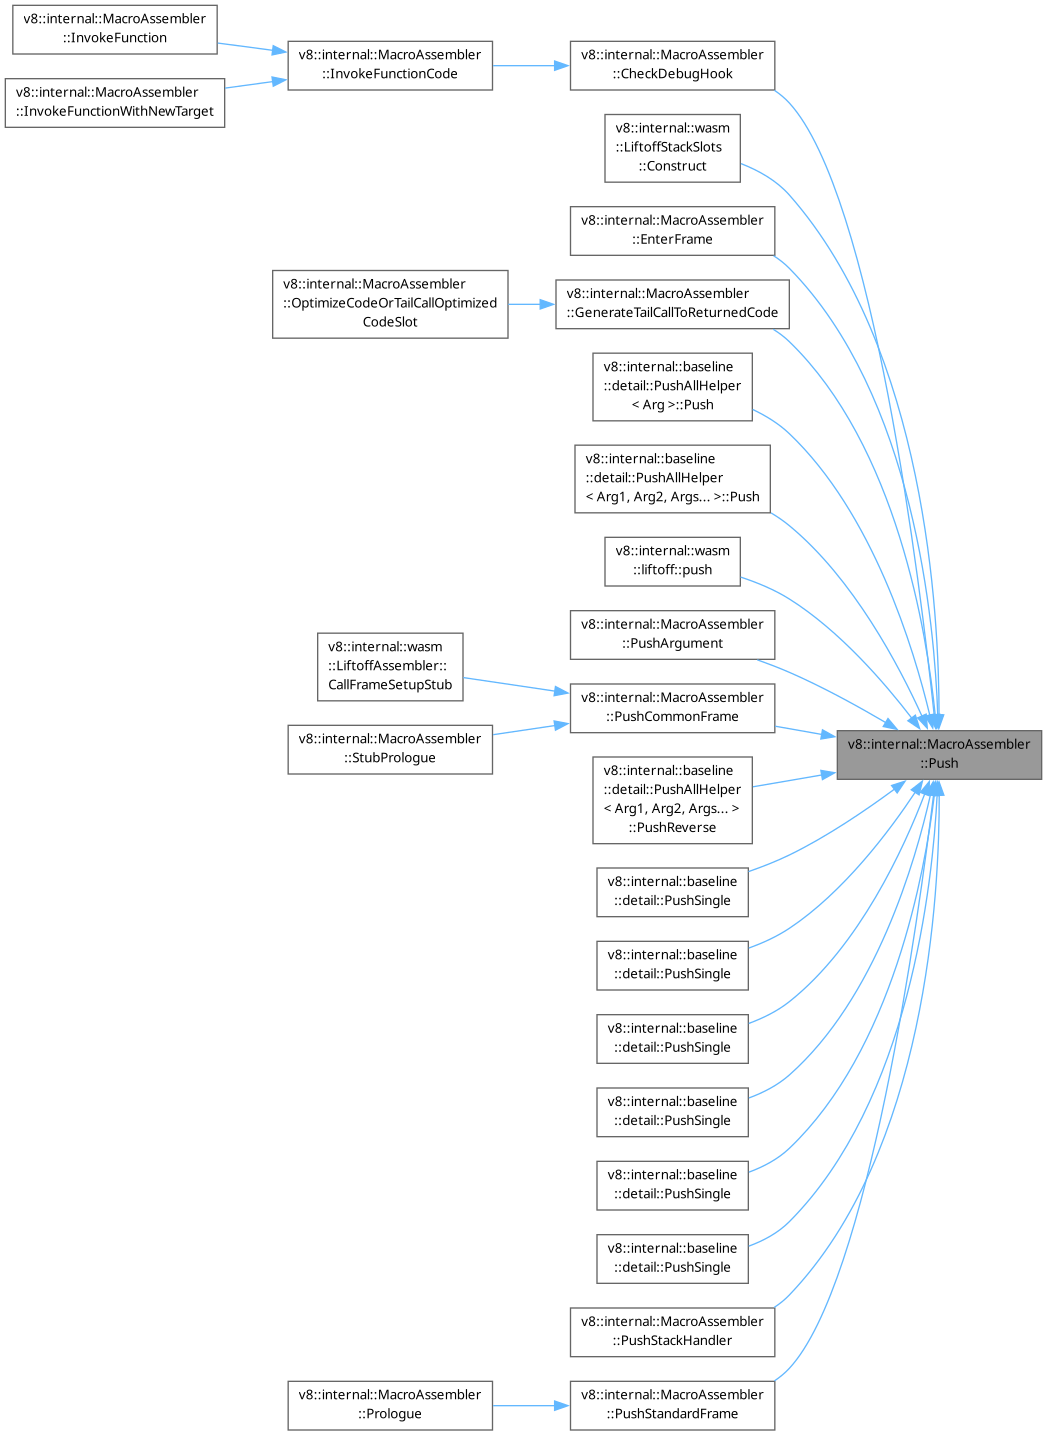 v8::internal::MacroAssembler
::InvokeFunction
v8::internal::MacroAssembler
::InvokeFunctionWithNewTarget
v8::internal::MacroAssembler
::InvokeFunctionCode
v8::internal::MacroAssembler
::CheckDebugHook
v8::internal::wasm
::LiftoffStackSlots
::Construct
v8::internal::MacroAssembler
::EnterFrame
v8::internal::MacroAssembler
::OptimizeCodeOrTailCallOptimized
CodeSlot
v8::internal::MacroAssembler
::GenerateTailCallToReturnedCode
v8::internal::baseline
::detail::PushAllHelper
< Arg >::Push
v8::internal::baseline
::detail::PushAllHelper
< Arg1, Arg2, Args... >::Push
v8::internal::wasm
::liftoff::push
v8::internal::MacroAssembler
::PushArgument
v8::internal::wasm
::LiftoffAssembler::
CallFrameSetupStub
v8::internal::MacroAssembler
::StubPrologue
v8::internal::MacroAssembler
::PushCommonFrame
v8::internal::MacroAssembler
::Push
v8::internal::baseline
::detail::PushAllHelper
< Arg1, Arg2, Args... >
::PushReverse
v8::internal::baseline
::detail::PushSingle
v8::internal::baseline
::detail::PushSingle
v8::internal::baseline
::detail::PushSingle
v8::internal::baseline
::detail::PushSingle
v8::internal::baseline
::detail::PushSingle
v8::internal::baseline
::detail::PushSingle
v8::internal::MacroAssembler
::PushStackHandler
v8::internal::MacroAssembler
::Prologue
v8::internal::MacroAssembler
::PushStandardFrame